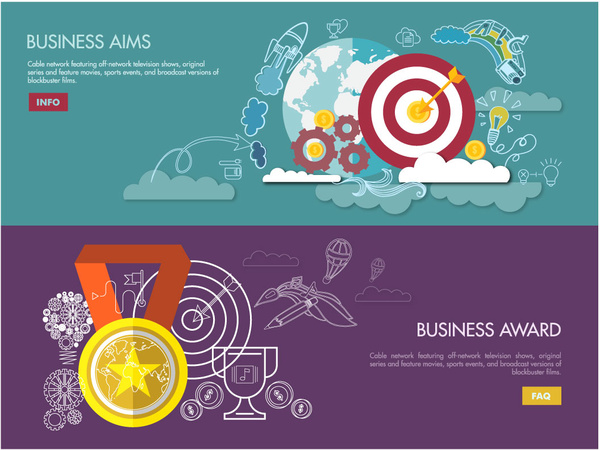 BUSINESS AIMS
Cable network featuring off-network television shows, original
series and feature movies, sports events, and broadcast versions of
blockbuster films.
INFO
BUSINESS AWARD
Cable network featuring off-network television shows, original
series and feature movies, sports events, and broadcast versions of
blockbuster films.
FAQ